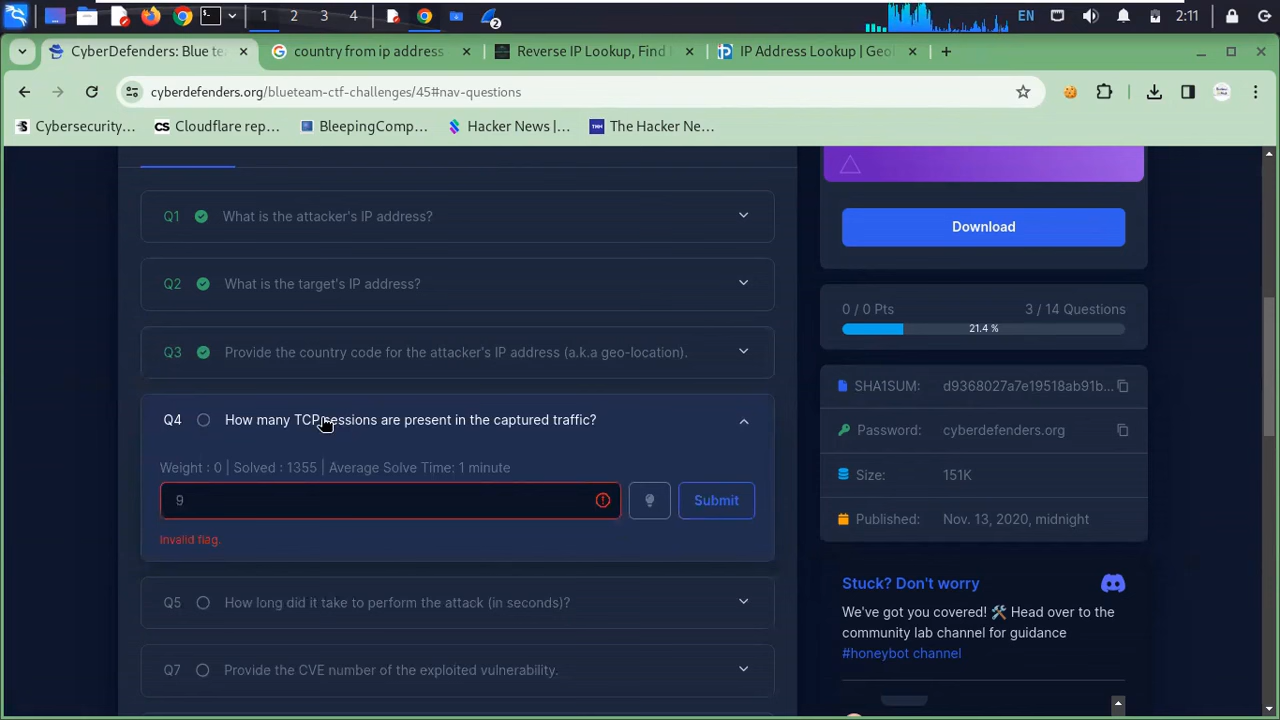 1 2 3 4 2 EN 2:11
CyberDefenders: Blue te country from ip address Reverse IP Lookup, Find I IP Address Lookup | Geol
cyberdefenders.org/blueteam-ctf-challenges/45#nav-questions
Cybersecurity... Cloudflare rep... BleepingComp... Hacker News |... The Hacker Ne...
Q1 What is the attacker's IP address?
Q2 What is the target's IP address?
Q3 Provide the country code for the attacker's IP address (a.k.a geo-location).
Q4 How many TCP sessions are present in the captured traffic?
Weight : 0 | Solved : 1355 | Average Solve Time: 1 minute
9 Submit
Invalid flag.
Q5 How long did it take to perform the attack (in seconds)?
Q7 Provide the CVE number of the exploited vulnerability.
Download
0 / 0 Pts 3 / 14 Questions
21.4 %
SHA1SUM: d9368027a7e19518ab91b...
Password: cyberdefenders.org
Size: 151K
Published: Nov. 13, 2020, midnight
Stuck? Don't worry
We've got you covered! 🛠 Head over to the
community lab channel for guidance
#honeybot channel